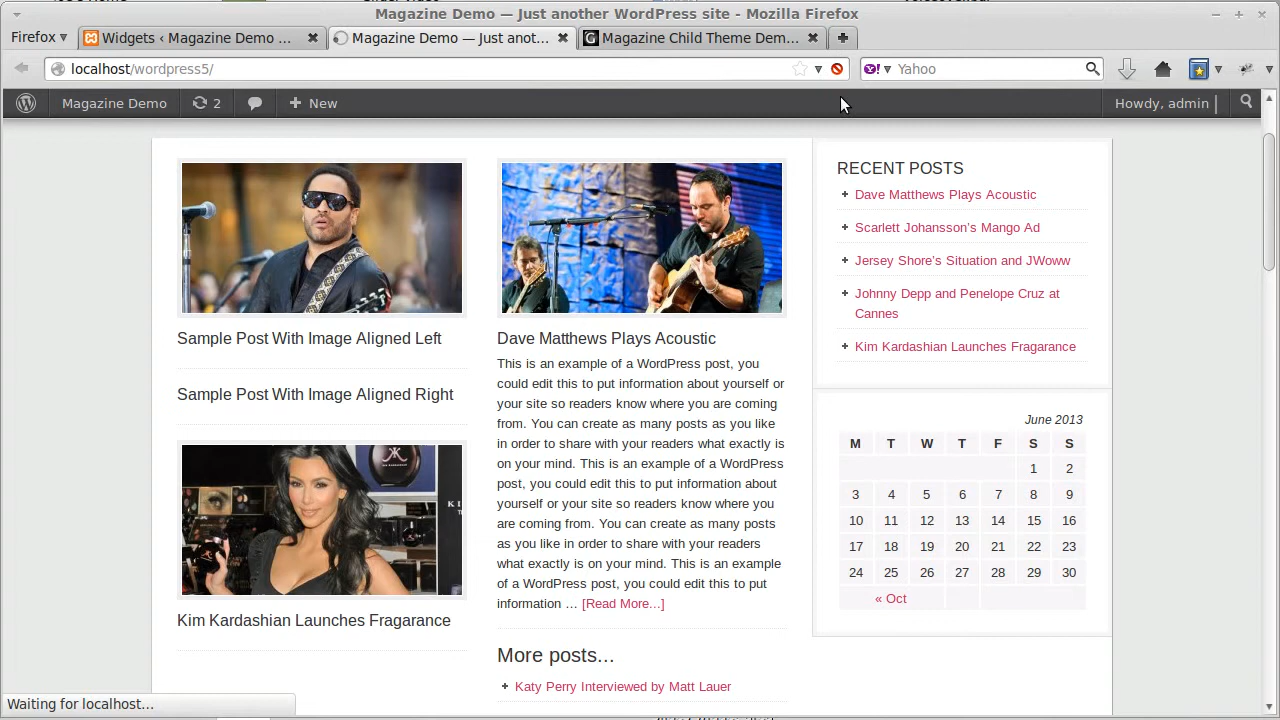 Magazine Demo — Just another WordPress site - Mozilla Firefox
Firefox
Widgets ‹ Magazine Demo ...
Magazine Demo — Just anot...
Magazine Child Theme Dem...
localhost/wordpress5/
Yahoo
Magazine Demo
2
New
Howdy, admin
Sample Post With Image Aligned Left
Sample Post With Image Aligned Right
Kim Kardashian Launches Fragarance
Dave Matthews Plays Acoustic
This is an example of a WordPress post, you
could edit this to put information about yourself or
your site so readers know where you are coming
from. You can create as many posts as you like
in order to share with your readers what exactly is
on your mind. This is an example of a WordPress
post, you could edit this to put information about
yourself or your site so readers know where you
are coming from. You can create as many posts
as you like in order to share with your readers
what exactly is on your mind. This is an example
of a WordPress post, you could edit this to put
information … [Read More...]
More posts...
Katy Perry Interviewed by Matt Lauer
RECENT POSTS
Dave Matthews Plays Acoustic
Scarlett Johansson's Mango Ad
Jersey Shore's Situation and JWoww
Johnny Depp and Penelope Cruz at
Cannes
Kim Kardashian Launches Fragarance
June 2013
M T W T F S S
1 2
3 4 5 6 7 8 9
10 11 12 13 14 15 16
17 18 19 20 21 22 23
24 25 26 27 28 29 30
« Oct
Waiting for localhost...